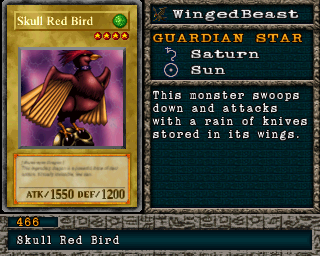 Skull Red Bird
ATK/1550 DEF/1200
WingedBeast
GUARDIAN STAR
Saturn
Sun
This monster swoops
down and attacks
with a rain of knives
stored in its wings.
466
Skull Red Bird